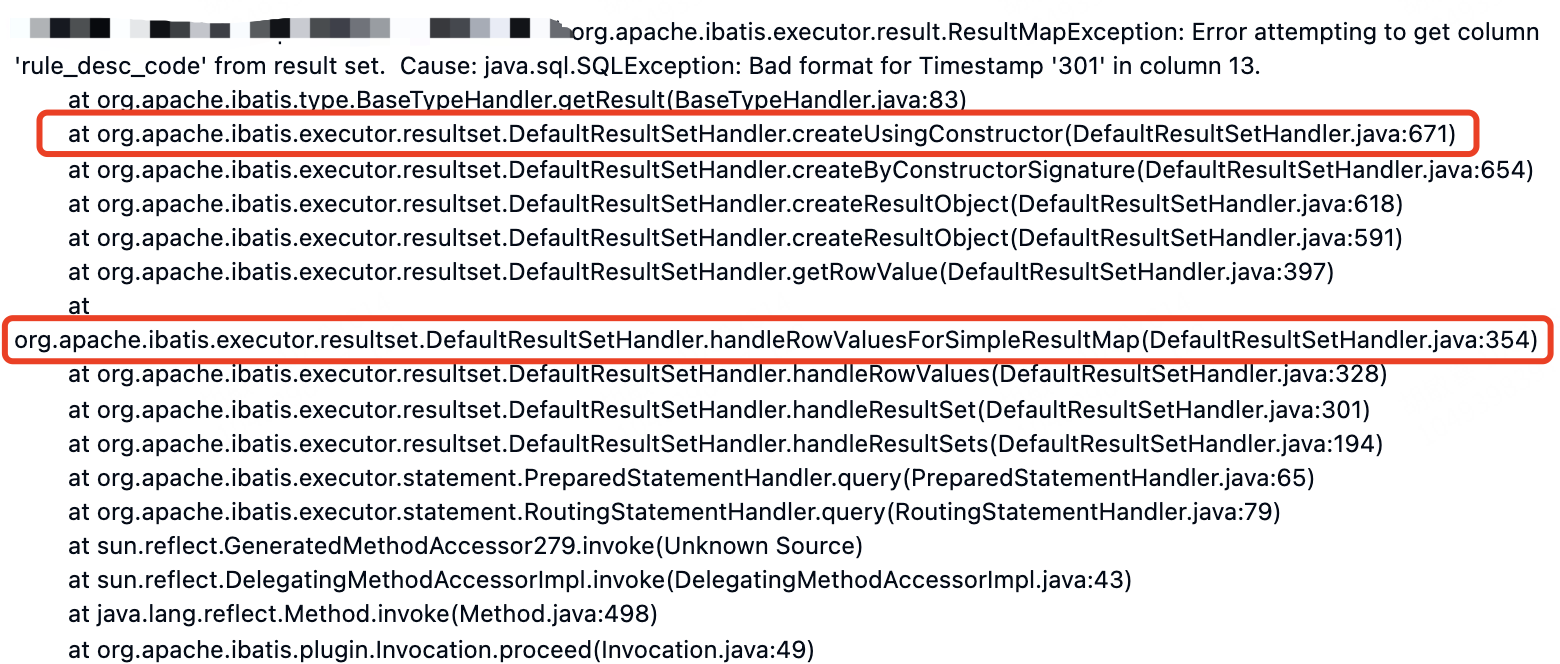 org.apache.ibatis.executor.result.ResultMapException: Error attempting to get column
'rule_desc_code' from result set.  Cause: java.sql.SQLException: Bad format for Timestamp '301' in column 13.
at org.apache.ibatis.type.BaseTypeHandler.getResult(BaseTypeHandler.java:83)
at org.apache.ibatis.executor.resultset.DefaultResultSetHandler.createUsingConstructor(DefaultResultSetHandler.java:671)
at org.apache.ibatis.executor.resultset.DefaultResultSetHandler.createByConstructorSignature(DefaultResultSetHandler.java:654)
at org.apache.ibatis.executor.resultset.DefaultResultSetHandler.createResultObject(DefaultResultSetHandler.java:618)
at org.apache.ibatis.executor.resultset.DefaultResultSetHandler.createResultObject(DefaultResultSetHandler.java:591)
at org.apache.ibatis.executor.resultset.DefaultResultSetHandler.getRowValue(DefaultResultSetHandler.java:397)
at
org.apache.ibatis.executor.resultset.DefaultResultSetHandler.handleRowValuesForSimpleResultMap(DefaultResultSetHandler.java:354)
at org.apache.ibatis.executor.resultset.DefaultResultSetHandler.handleRowValues(DefaultResultSetHandler.java:328)
at org.apache.ibatis.executor.resultset.DefaultResultSetHandler.handleResultSet(DefaultResultSetHandler.java:301)
at org.apache.ibatis.executor.resultset.DefaultResultSetHandler.handleResultSets(DefaultResultSetHandler.java:194)
at org.apache.ibatis.executor.statement.PreparedStatementHandler.query(PreparedStatementHandler.java:65)
at org.apache.ibatis.executor.statement.RoutingStatementHandler.query(RoutingStatementHandler.java:79)
at sun.reflect.GeneratedMethodAccessor279.invoke(Unknown Source)
at sun.reflect.DelegatingMethodAccessorImpl.invoke(DelegatingMethodAccessorImpl.java:43)
at java.lang.reflect.Method.invoke(Method.java:498)
at org.apache.ibatis.plugin.Invocation.proceed(Invocation.java:49)